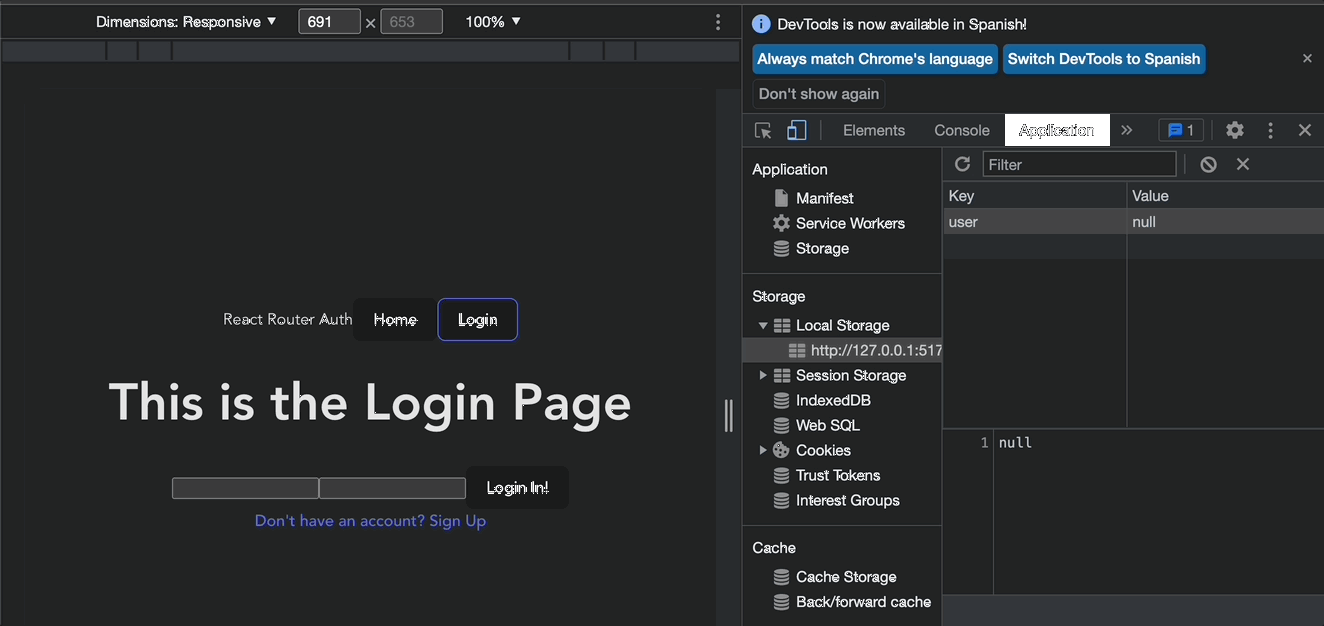 Dimensions: Responsive ▼ 691 × 653 100% ▼
React Router Auth Home Login
This is the Login Page
Login In!
Don't have an account? Sign Up
DevTools is now available in Spanish!
Always match Chrome's language Switch DevTools to Spanish
Don't show again
Elements Console Application » 1
Application
Manifest
Service Workers
Storage
Storage
Local Storage
http://127.0.0.1:517
Session Storage
IndexedDB
Web SQL
Cookies
Trust Tokens
Interest Groups
Cache
Cache Storage
Back/forward cache
Filter
Key Value
user null
1 null